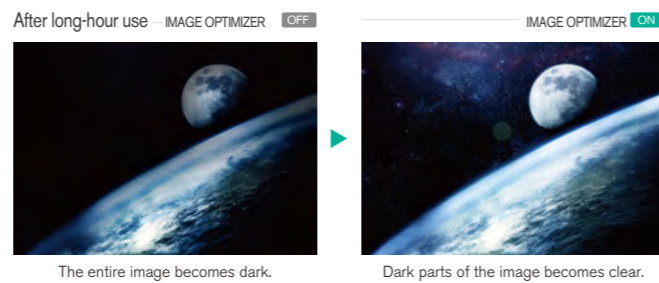 After long-hour use — IMAGE OPTIMIZER OFF
IMAGE OPTIMIZER ON
The entire image becomes dark.
Dark parts of the image becomes clear.